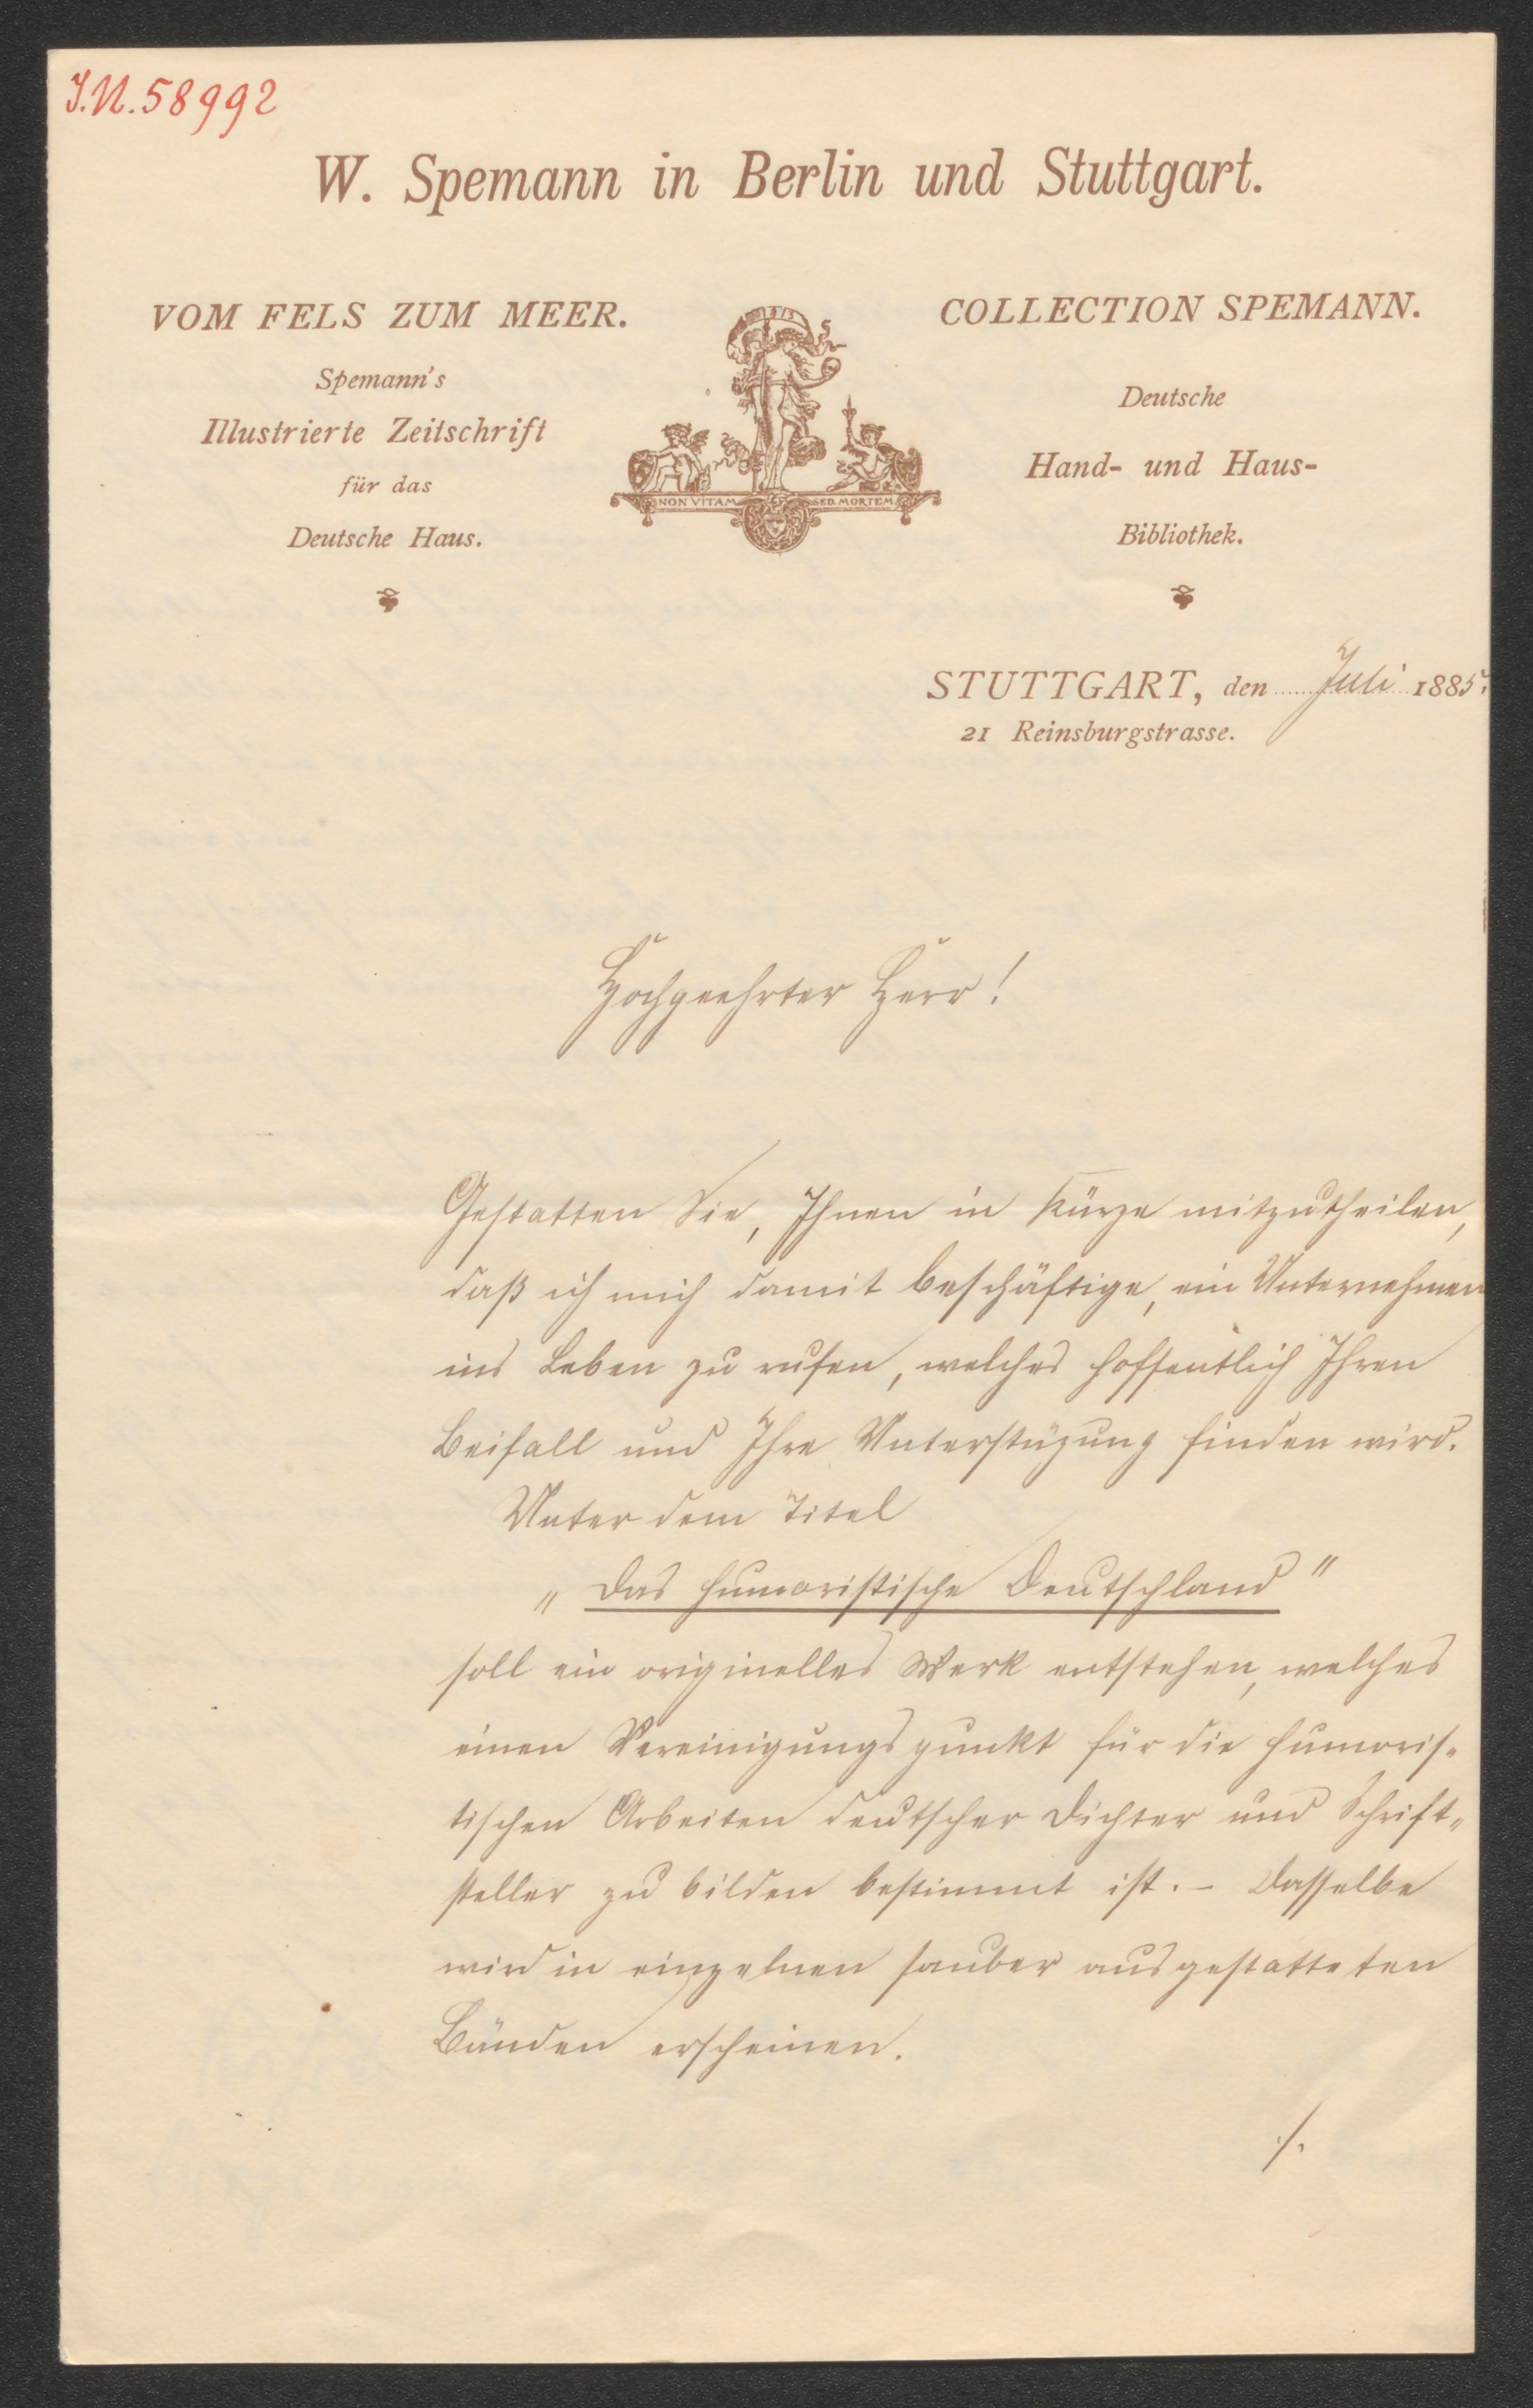 J.N. 58992
W. Spemann in Berlin und Stuttgart.
VOM FELS ZUM MEER.
Spemann's
Illustrierte Zeitschrift
für das
Deutsche Haus.
NON VITAM SED MORTEM
COLLECTION SPEMANN.
Deutsche
Hand- und Haus-
Bibliothek.
STUTTGART, den Juli 1885.
21 Reinsburgstrasse.
Hochgeehrter Herr!
Gestatten Sie, Ihnen in Kürze mitzutheilen,
daß ich mich damit beschäftige, ein Unternehmen
ins Leben zu rufen, welches hoffentlich Ihren
Beifall und Ihre Unterstüzung finden wird.
Unter dem Titel
„Das humoristische Deutschland"
soll ein originelles Werk entstehen, welches
einen Vereinigungspunkt für die humoris-
tischen Arbeiten deutscher Dichter und Schrift-
steller zu bilden bestimmt ist. – Dasselbe
wird in einzelnen sauber ausgestatteten
Bänden erscheinen.
./.